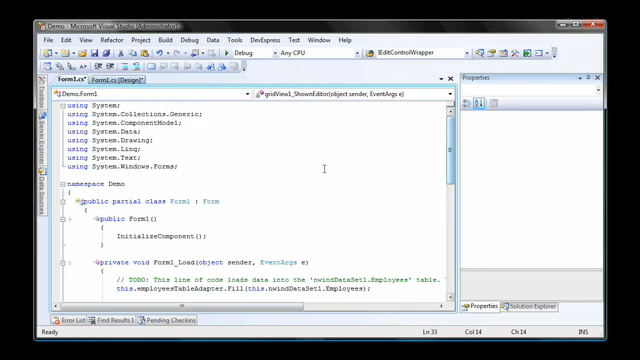 Demo - Microsoft Visual Studio (Administrator)
File Edit View Refactor Project Build Debug Data Tools DevExpress Test Window Help
Debug Any CPU IEditControlWrapper
Form1.cs* Form1.cs [Design]*
Demo.Form1 gridView1_ShownEditor(object sender, EventArgs e)
using System;
using System.Collections.Generic;
using System.ComponentModel;
using System.Data;
using System.Drawing;
using System.Linq;
using System.Text;
using System.Windows.Forms;
namespace Demo
{
public partial class Form1 : Form
{
public Form1()
{
InitializeComponent();
}
private void Form1_Load(object sender, EventArgs e)
{
// TODO: This line of code loads data into the 'nwindDataSet1.Employees' table.
this.employeesTableAdapter.Fill(this.nwindDataSet1.Employees);
Toolbox
Server Explorer
Data Sources
Properties
Properties Solution Explorer
Error List Find Results 1 Pending Checkins
Ready Ln 33 Col 14 Ch 14 INS